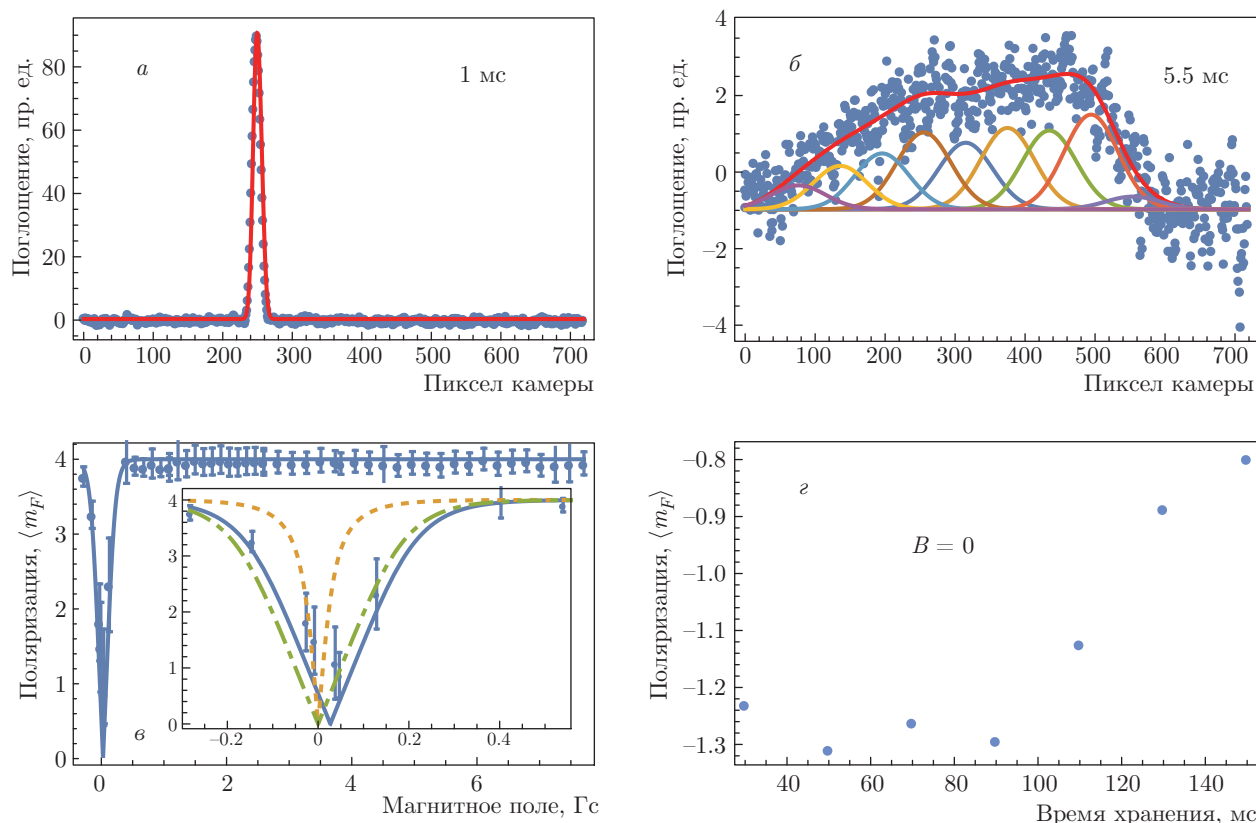 Поглощение, пр. ед.
80
60
40
20
0
а
1 мс
0 100 200 300 400 500 600 700
Пиксел камеры
Поглощение, пр. ед.
4
2
0
−2
−4
б
5.5 мс
0 100 200 300 400 500 600 700
Пиксел камеры
Поляризация, ⟨m_F⟩
4
3
2
1
0
в
4
3
2
1
0
−0.2 0 0.2 0.4
0 2 4 6
Магнитное поле, Гс
Поляризация, ⟨m_F⟩
−0.8
−0.9
−1.0
−1.1
−1.2
−1.3
г
B = 0
40 60 80 100 120 140
Время хранения, мс